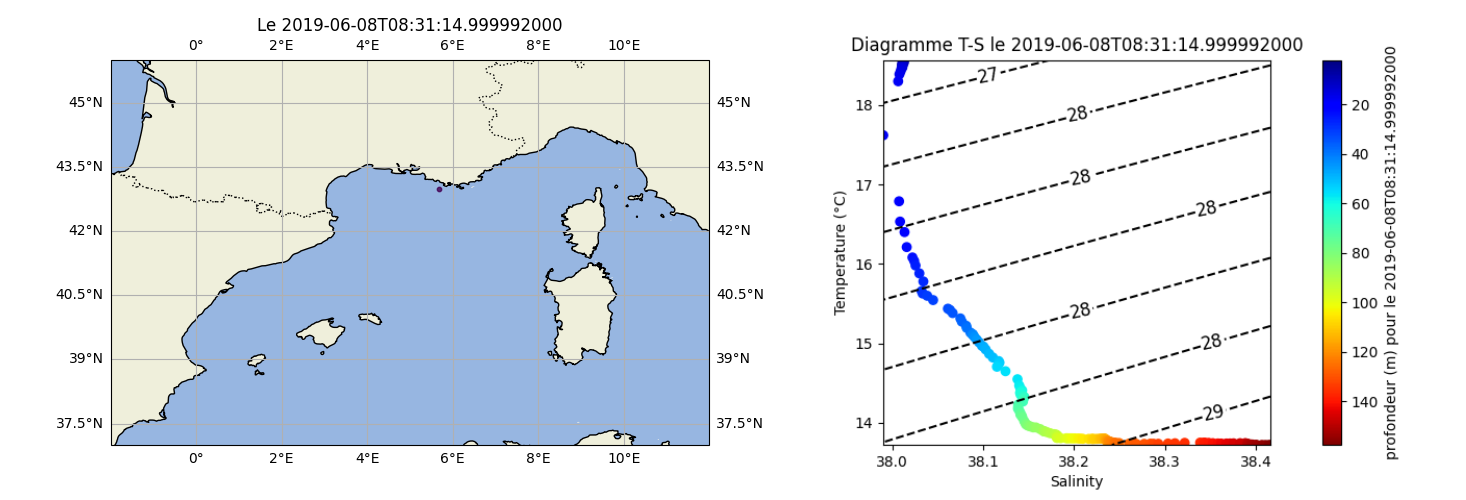 Le 2019-06-08T08:31:14.999992000
0° 2°E 4°E 6°E 8°E 10°E
45°N 45°N
43.5°N 43.5°N
42°N 42°N
40.5°N 40.5°N
39°N 39°N
37.5°N 37.5°N
0° 2°E 4°E 6°E 8°E 10°E
Diagramme T-S le 2019-06-08T08:31:14.999992000
Temperature (°C)
18
17
16
15
14
27
28
28
28
28
28
29
38.0 38.1 38.2 38.3 38.4
Salinity
20
40
60
80
100
120
140
profondeur (m) pour le 2019-06-08T08:31:14.999992000